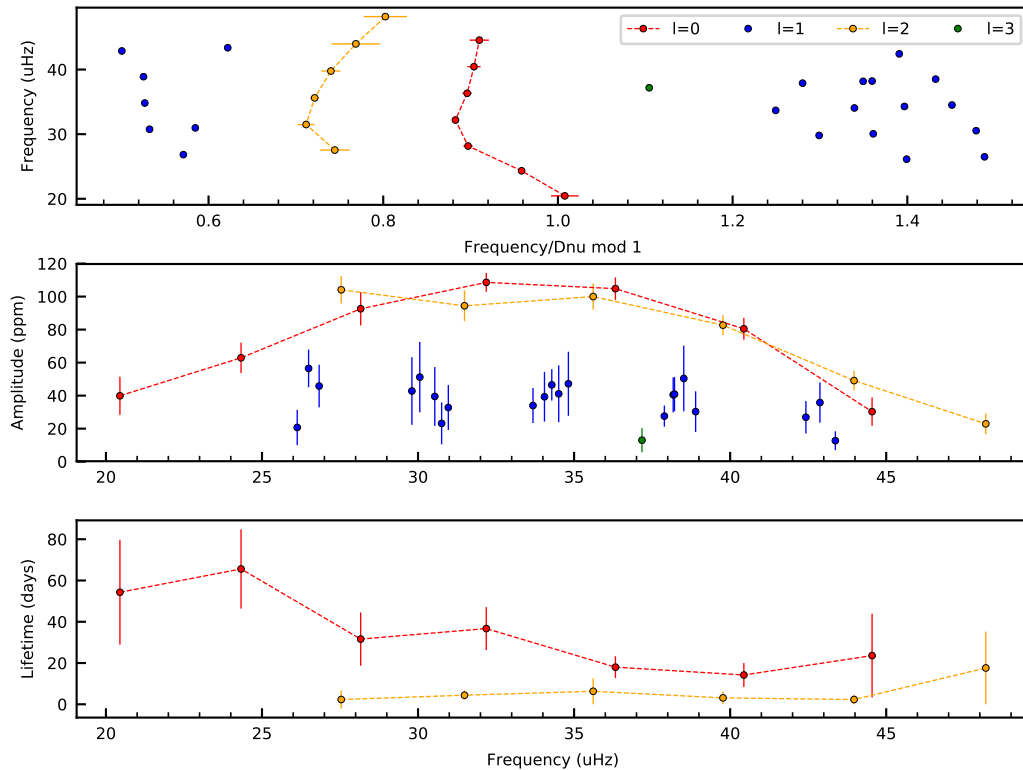 l=0 l=1 l=2 l=3
Frequency (uHz)
40
30
20
0.6 0.8 1.0 1.2 1.4
Frequency/Dnu mod 1
Amplitude (ppm)
120
100
80
60
40
20
0
20 25 30 35 40 45
Lifetime (days)
80
60
40
20
0
20 25 30 35 40 45
Frequency (uHz)